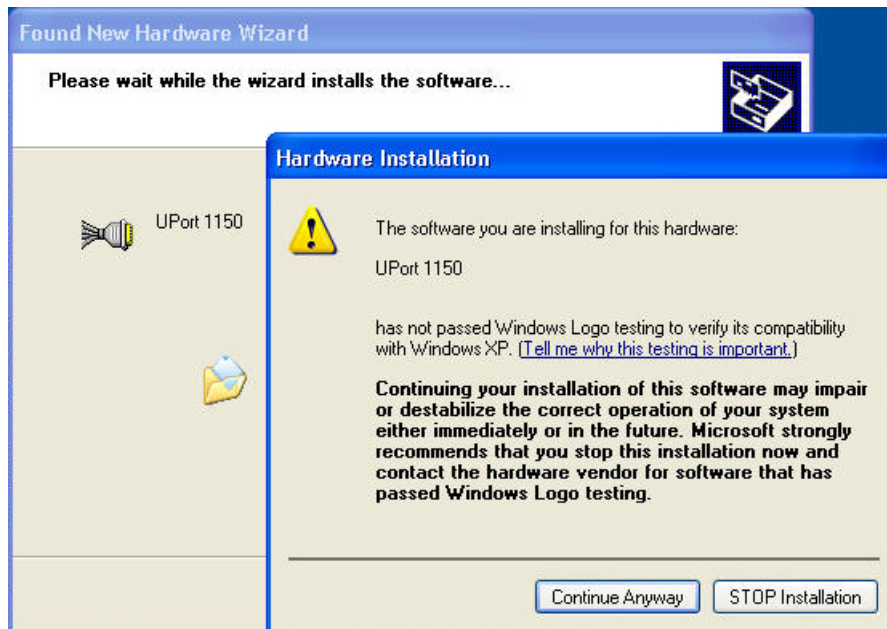 Found New Hardware Wizard
Please wait while the wizard installs the software...
UPort 1150
Hardware Installation
The software you are installing for this hardware:
UPort 1150
has not passed Windows Logo testing to verify its compatibility
with Windows XP. (Tell me why this testing is important.)
Continuing your installation of this software may impair
or destabilize the correct operation of your system
either immediately or in the future. Microsoft strongly
recommends that you stop this installation now and
contact the hardware vendor for software that has
passed Windows Logo testing.
Continue Anyway
STOP Installation